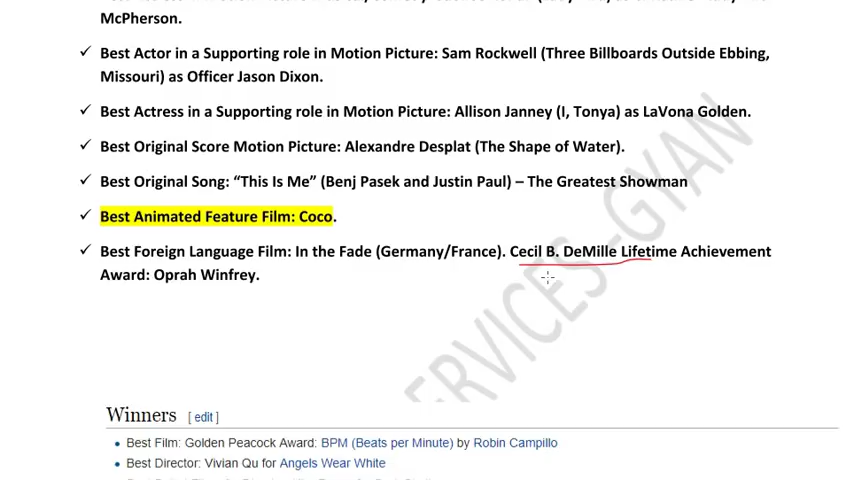 McPherson.
✓ Best Actor in a Supporting role in Motion Picture: Sam Rockwell (Three Billboards Outside Ebbing,
Missouri) as Officer Jason Dixon.
✓ Best Actress in a Supporting role in Motion Picture: Allison Janney (I, Tonya) as LaVona Golden.
✓ Best Original Score Motion Picture: Alexandre Desplat (The Shape of Water).
✓ Best Original Song: “This Is Me” (Benj Pasek and Justin Paul) – The Greatest Showman
✓ Best Animated Feature Film: Coco.
✓ Best Foreign Language Film: In the Fade (Germany/France). Cecil B. DeMille Lifetime Achievement
Award: Oprah Winfrey.
SERVICES-GYAN
Winners [ edit ]
• Best Film: Golden Peacock Award: BPM (Beats per Minute) by Robin Campillo
• Best Director: Vivian Qu for Angels Wear White